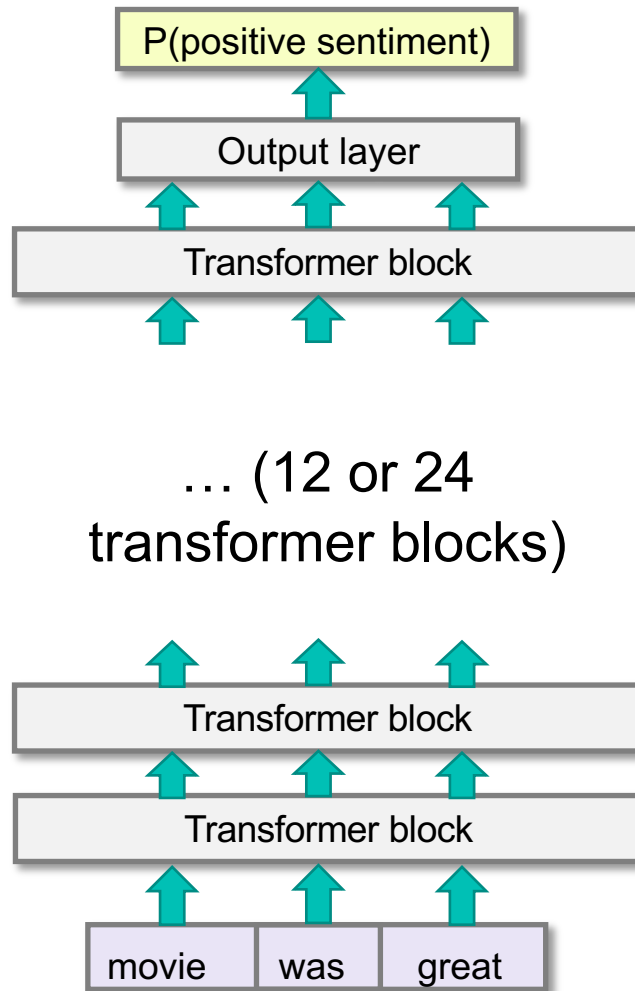 P(positive sentiment)
Output layer
Transformer block
… (12 or 24
transformer blocks)
Transformer block
Transformer block
movie was great